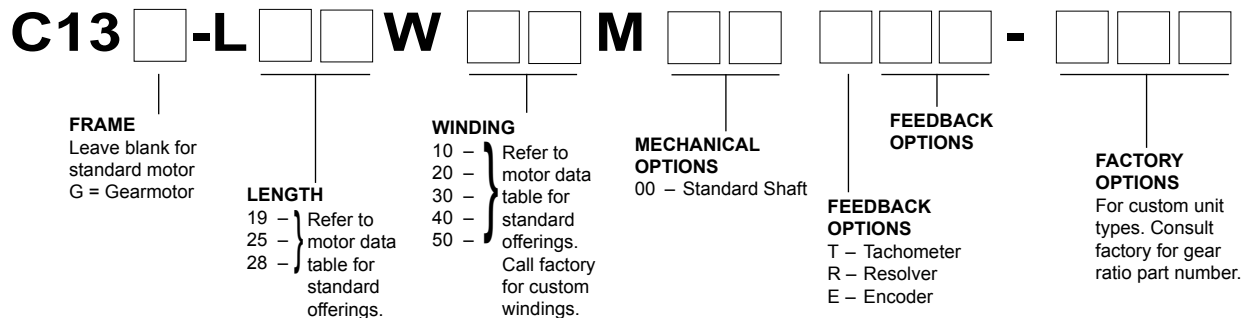 C13 -L W M -
FRAME
Leave blank for
standard motor
G = Gearmotor
LENGTH
19 –
25 –
28 –
Refer to
motor data
table for
standard
offerings.
WINDING
10 –
20 –
30 –
40 –
50 –
Refer to
motor data
table for
standard
offerings.
Call factory
for custom
windings.
MECHANICAL
OPTIONS
00 – Standard Shaft
FEEDBACK
OPTIONS
T – Tachometer
R – Resolver
E – Encoder
FEEDBACK
OPTIONS
FACTORY
OPTIONS
For custom unit
types. Consult
factory for gear
ratio part number.